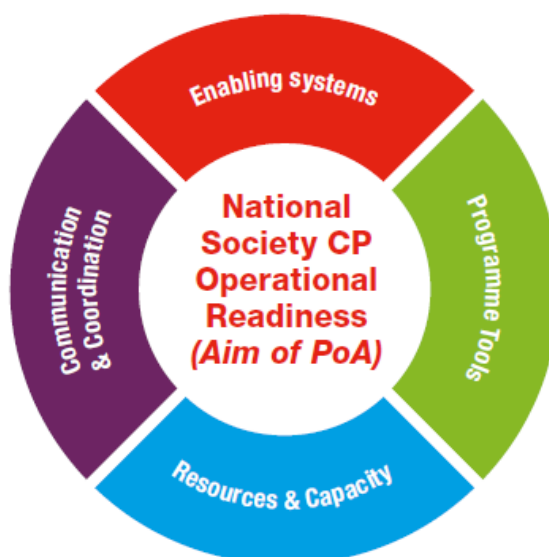 Enabling systems
Programme Tools
Resources & Capacity
Communication
& Coordination
National
Society CP
Operational
Readiness
(Aim of PoA)